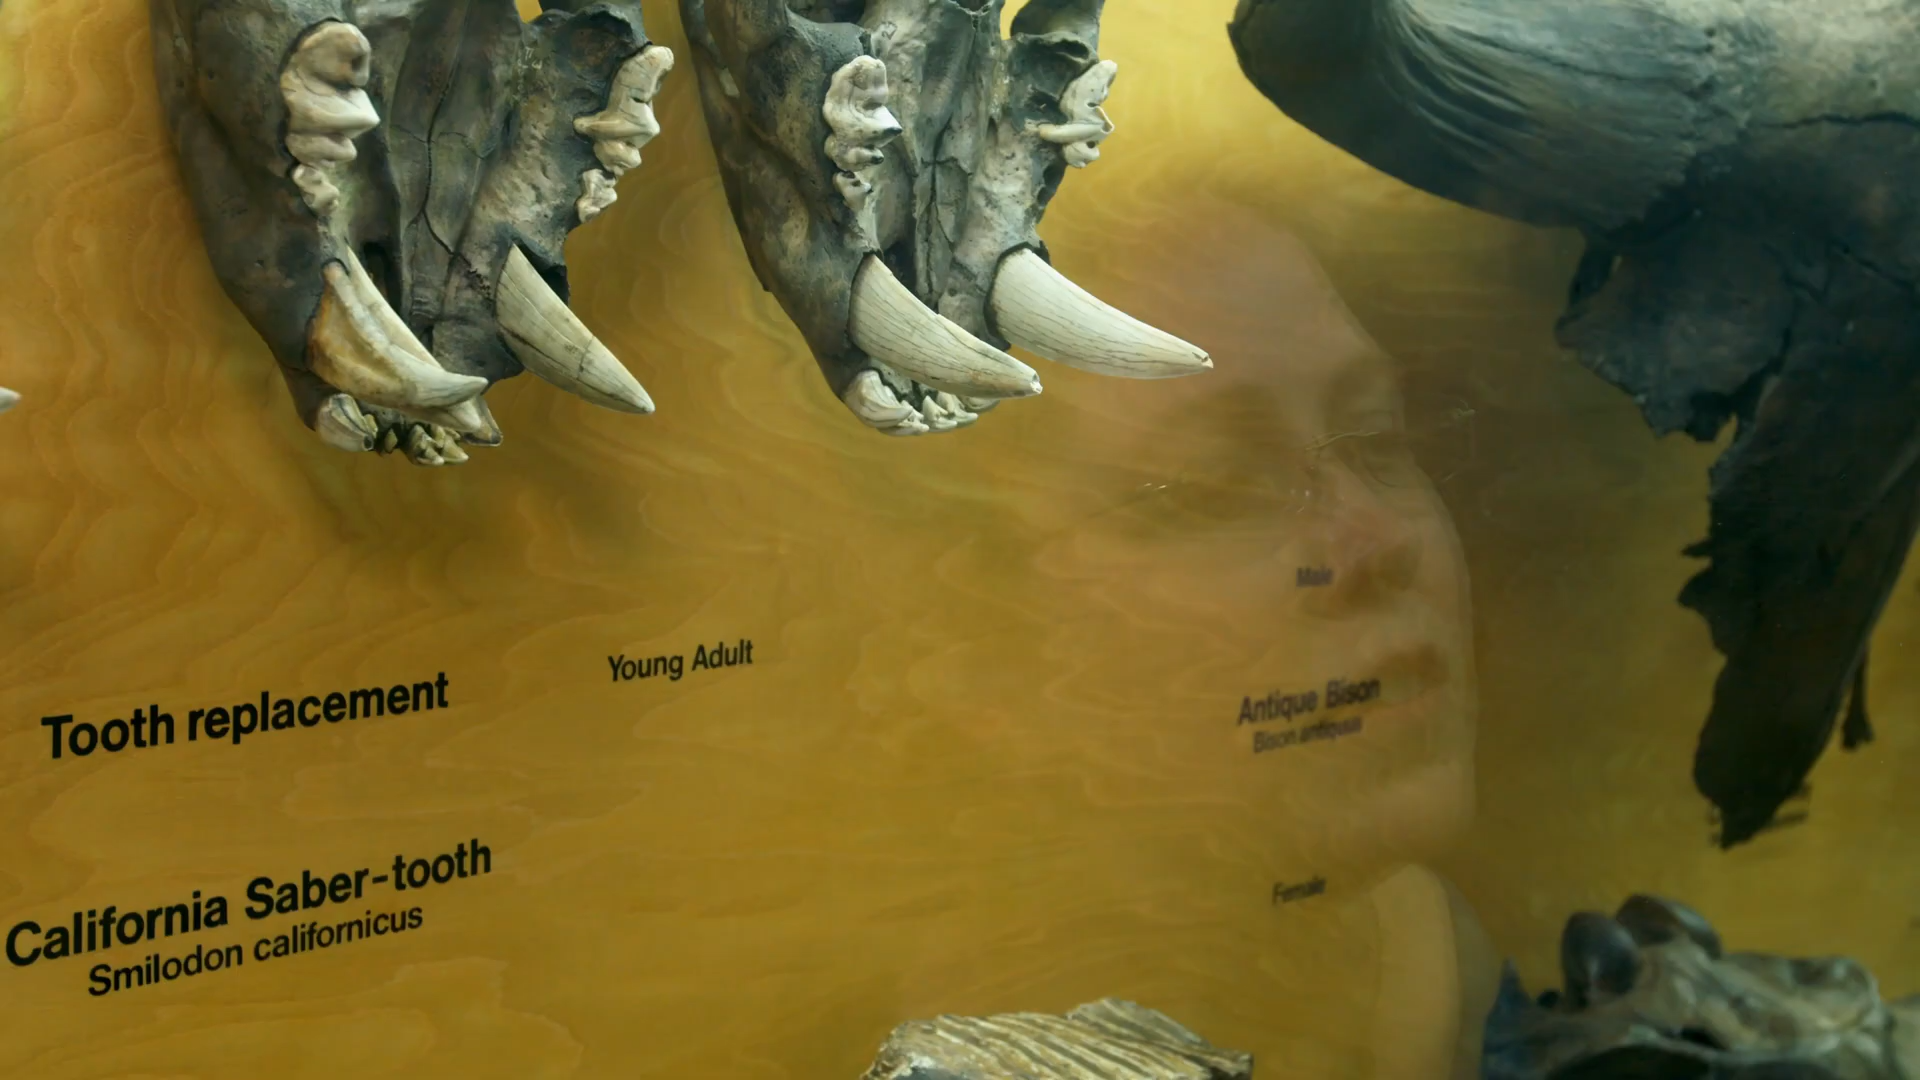 Young Adult
Tooth replacement
California Saber-tooth
Smilodon californicus
Male
Antique Bison
Bison antiquus
Female